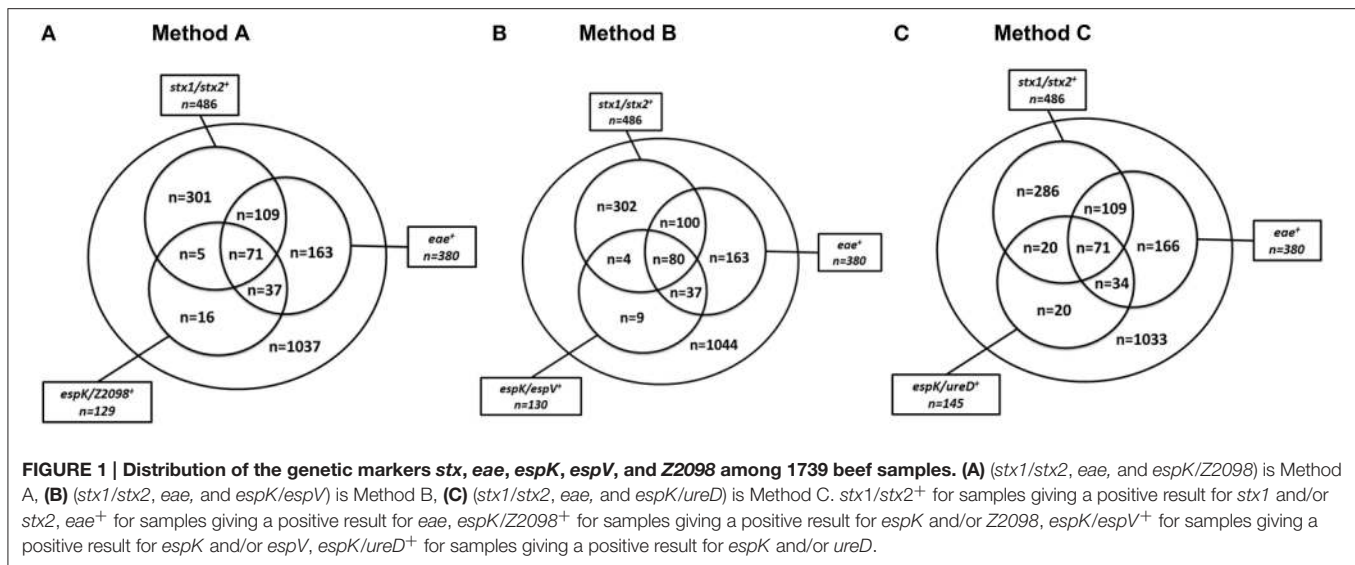 A Method A
stx1/stx2+
n=486
n=301
n=109
n=5
n=71
n=163
n=37
n=16
n=1037
eae+
n=380
espK/Z2098+
n=129
B Method B
stx1/stx2+
n=486
n=302
n=100
n=4
n=80
n=163
n=37
n=9
n=1044
eae+
n=380
espK/espV+
n=130
C Method C
stx1/stx2+
n=486
n=286
n=109
n=20
n=71
n=166
n=34
n=20
n=1033
eae+
n=380
espK/ureD+
n=145
FIGURE 1 | Distribution of the genetic markers stx, eae, espK, espV, and Z2098 among 1739 beef samples. (A) (stx1/stx2, eae, and espK/Z2098) is Method
A, (B) (stx1/stx2, eae, and espK/espV) is Method B, (C) (stx1/stx2, eae, and espK/ureD) is Method C. stx1/stx2+ for samples giving a positive result for stx1 and/or
stx2, eae+ for samples giving a positive result for eae, espK/Z2098+ for samples giving a positive result for espK and/or Z2098, espK/espV+ for samples giving a
positive result for espK and/or espV, espK/ureD+ for samples giving a positive result for espK and/or ureD.